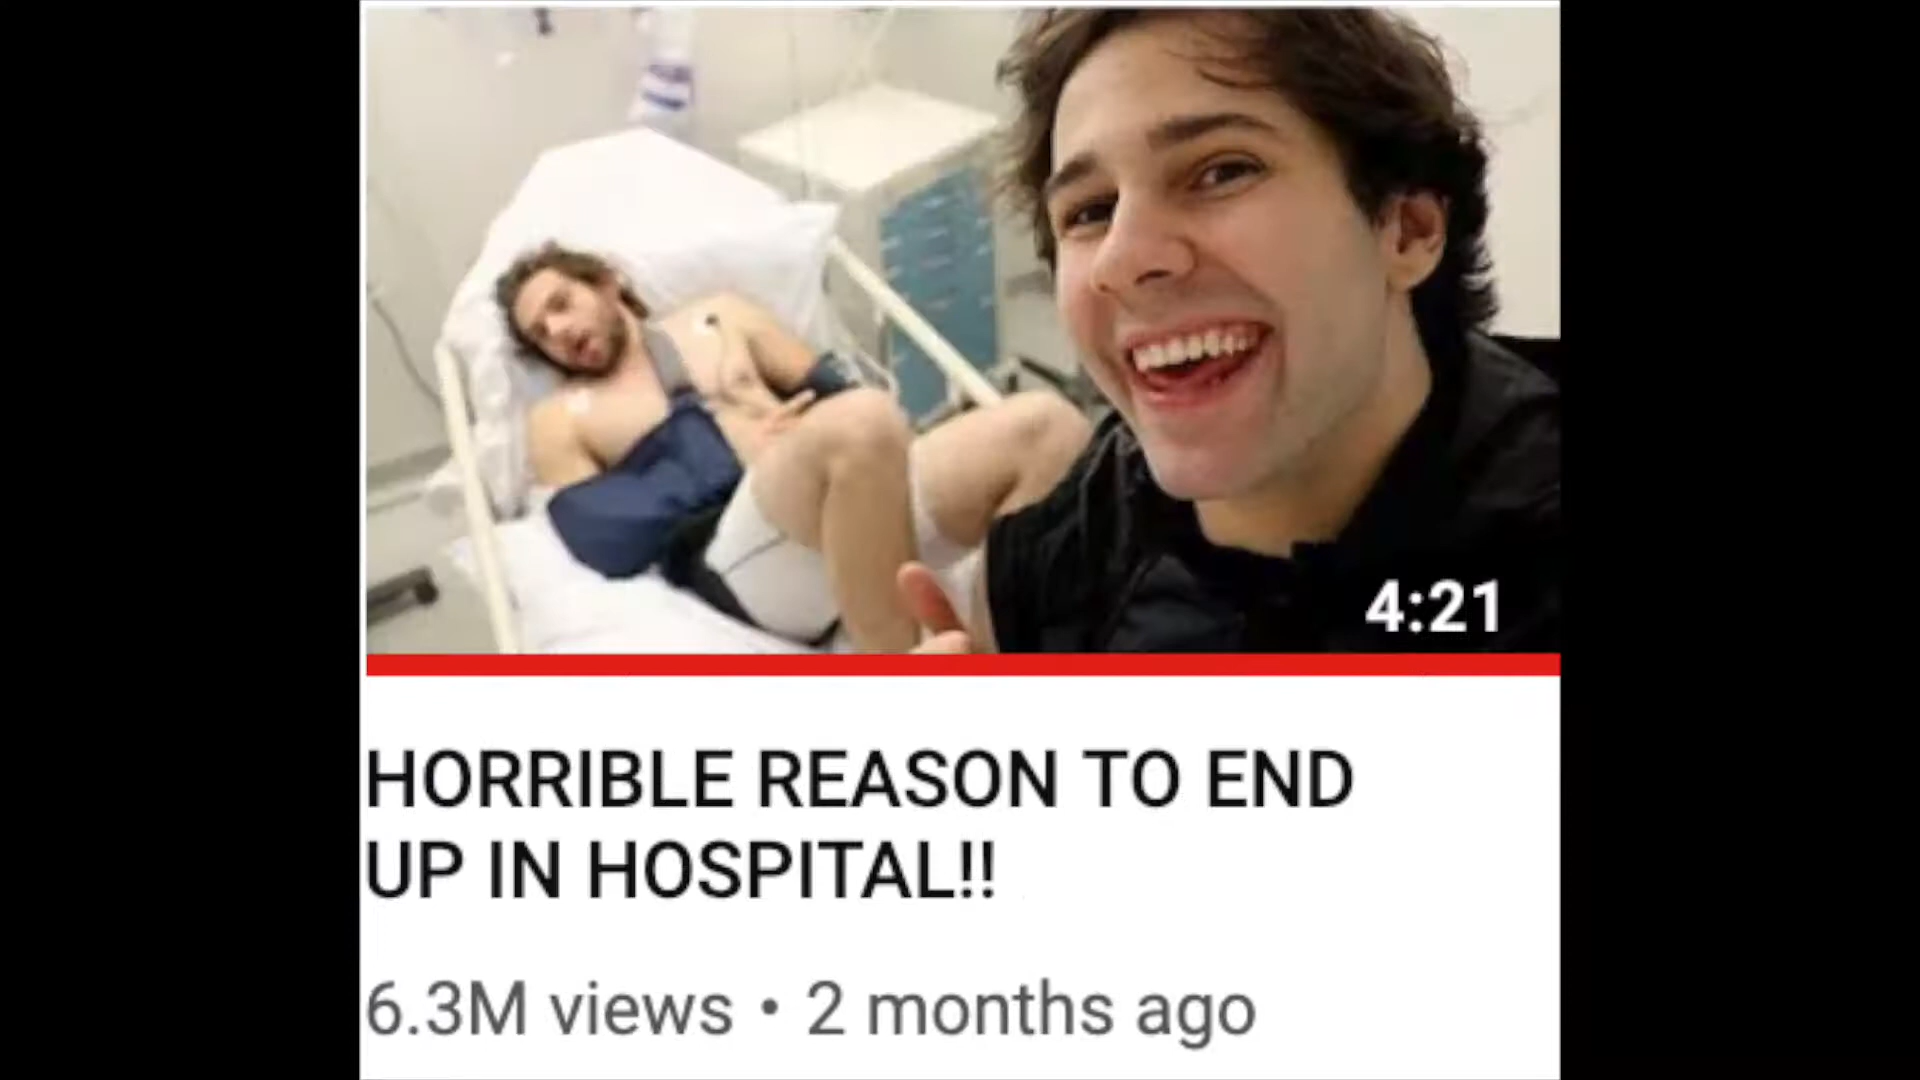 4:21
HORRIBLE REASON TO END
UP IN HOSPITAL!!
6.3M views • 2 months ago